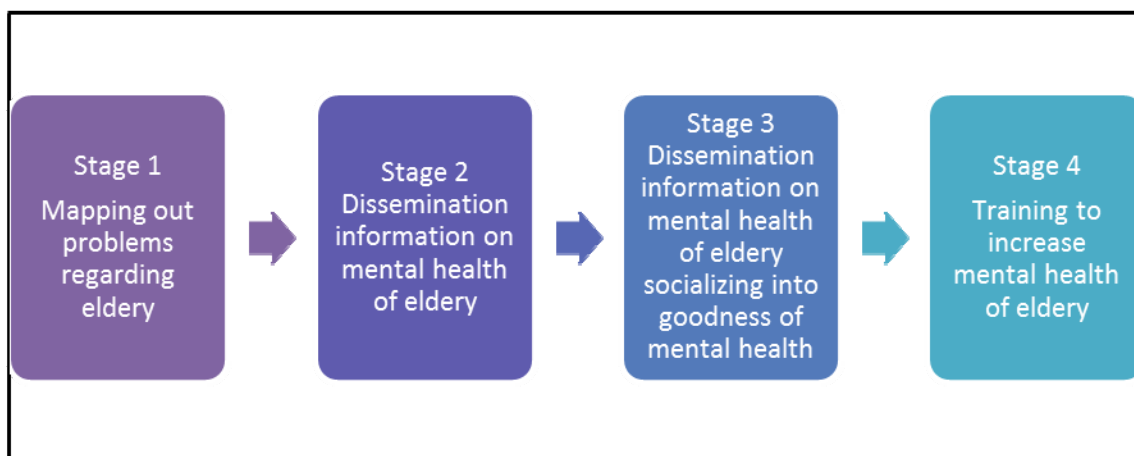 Stage 1
Mapping out
problems
regarding
eldery
Stage 2
Dissemination
information on
mental health
of eldery
Stage 3
Dissemination
information on
mental health
of eldery
socializing into
goodness of
mental health
Stage 4
Training to
increase
mental health
of eldery